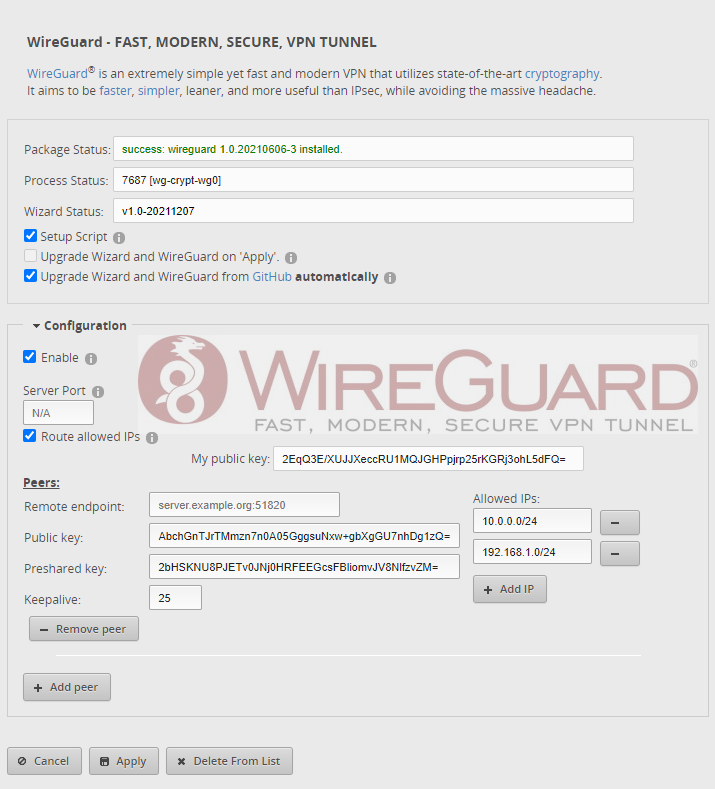 WireGuard - FAST, MODERN, SECURE, VPN TUNNEL
WireGuard® is an extremely simple yet fast and modern VPN that utilizes state-of-the-art cryptography.
It aims to be faster, simpler, leaner, and more useful than IPsec, while avoiding the massive headache.
Package Status: success: wireguard 1.0.20210606-3 installed.
Process Status: 7687 [wg-crypt-wg0]
Wizard Status: v1.0-20211207
Setup Script
Upgrade Wizard and WireGuard on 'Apply'.
Upgrade Wizard and WireGuard from GitHub automatically
Configuration
Enable
WIREGUARD®
FAST, MODERN, SECURE VPN TUNNEL
Server Port
N/A
Route allowed IPs
My public key: 2EqQ3E/XUJJXeccRU1MQJGHPpjrp25rKGRj3ohL5dFQ=
Peers:
Remote endpoint: server.example.org:51820
Public key: AbchGnTJrTMmzn7n0A05GggsuNxw+gbXgGU7nhDg1zQ=
Preshared key: 2bHSKNU8PJETv0JNj0HRFEEGcsFBliomvJV8NlfzvZM=
Keepalive: 25
Allowed IPs:
10.0.0.0/24
192.168.1.0/24
Add IP
Remove peer
Add peer
Cancel Apply Delete From List